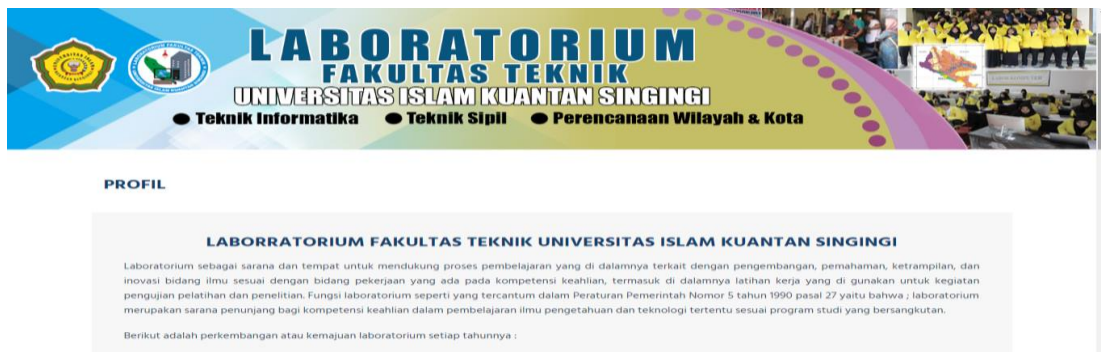 LABORATORIUM
FAKULTAS TEKNIK
UNIVERSITAS ISLAM KUANTAN SINGINGI
● Teknik Informatika ● Teknik Sipil ● Perencanaan Wilayah & Kota
PROFIL
LABORRATORIUM FAKULTAS TEKNIK UNIVERSITAS ISLAM KUANTAN SINGINGI
Laboratorium sebagai sarana dan tempat untuk mendukung proses pembelajaran yang di dalamnya terkait dengan pengembangan, pemahaman, ketrampilan, dan
inovasi bidang ilmu sesuai dengan bidang pekerjaan yang ada pada kompetensi keahlian, termasuk di dalamnya latihan kerja yang di gunakan untuk kegiatan
pengujian pelatihan dan penelitian. Fungsi laboratorium seperti yang tercantum dalam Peraturan Pemerintah Nomor 5 tahun 1990 pasal 27 yaitu bahwa ; laboratorium
merupakan sarana penunjang bagi kompetensi keahlian dalam pembelajaran ilmu pengetahuan dan teknologi tertentu sesuai program studi yang bersangkutan.
Berikut adalah perkembangan atau kemajuan laboratorium setiap tahunnya :